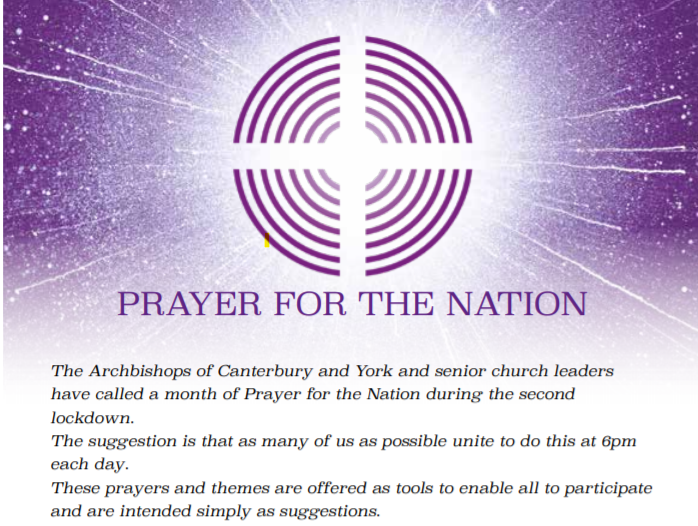 PRAYER FOR THE NATION
The Archbishops of Canterbury and York and senior church leaders
have called a month of Prayer for the Nation during the second
lockdown.
The suggestion is that as many of us as possible unite to do this at 6pm
each day.
These prayers and themes are offered as tools to enable all to participate
and are intended simply as suggestions.